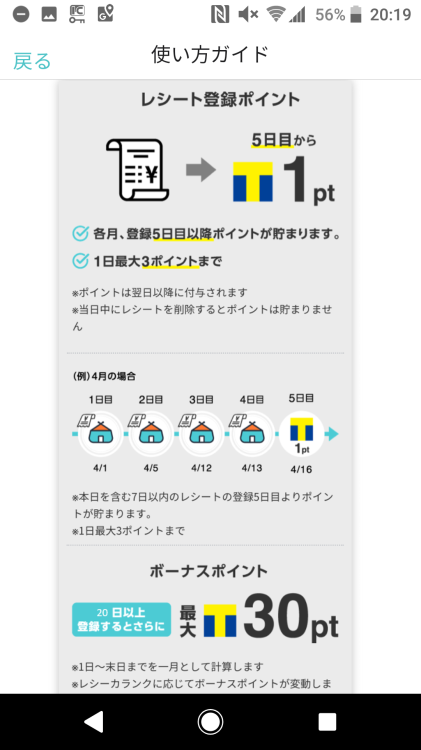 56% 20:19
戻る
使い方ガイド
レシート登録ポイント
5日目から
T 1pt
各月、登録5日目以降ポイントが貯まります。
1日最大3ポイントまで
※ポイントは翌日以降に付与されます
※当日中にレシートを削除するとポイントは貯まりませ
ん
(例)4月の場合
1日目 2日目 3日目 4日目 5日目
T
1pt
4/1 4/5 4/12 4/13 4/16
※本日を含む7日以内のレシートの登録5日目よりポイン
トが貯まります。
※1日最大3ポイントまで
ボーナスポイント
20 日以上
登録するとさらに
最大 T 30pt
※1日〜末日までを一月として計算します
※レシーカランクに応じてボーナスポイントが変動しま